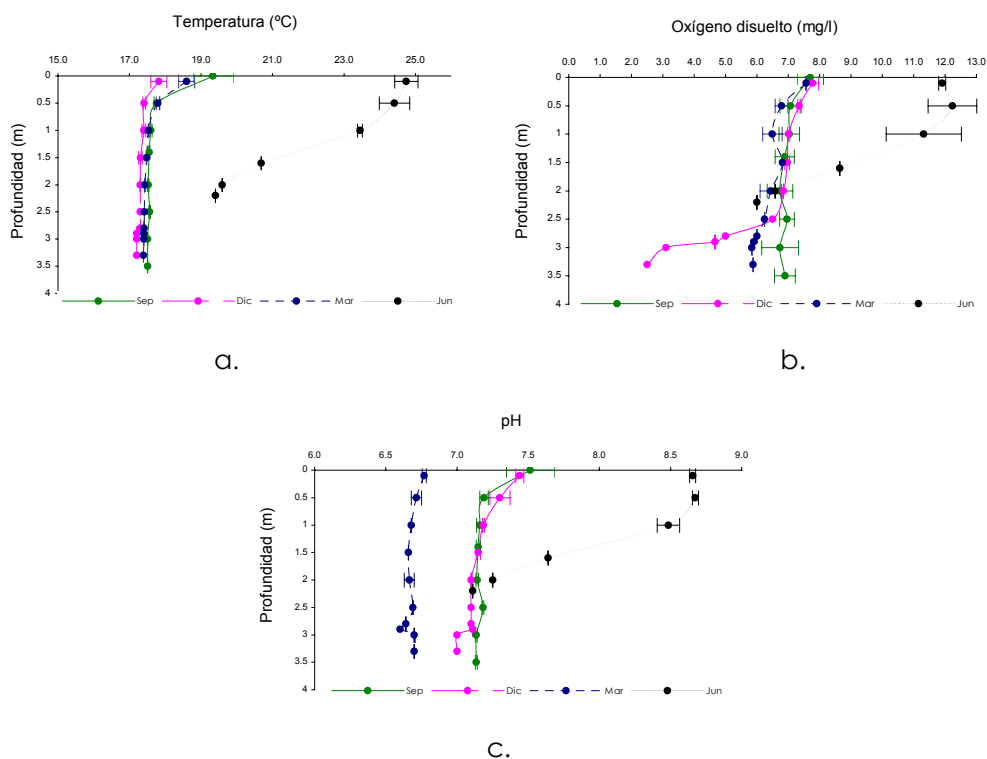 Temperatura (ºC)
15.0 17.0 19.0 21.0 23.0 25.0
0
0.5
1
1.5
2
2.5
3
3.5
4
Profundidad (m)
Sep Dic Mar Jun
a.
Oxígeno disuelto (mg/l)
0.0 1.0 2.0 3.0 4.0 5.0 6.0 7.0 8.0 9.0 10.0 11.0 12.0 13.0
0
0.5
1
1.5
2
2.5
3
3.5
4
Profundidad (m)
Sep Dic Mar Jun
b.
pH
6.0 6.5 7.0 7.5 8.0 8.5 9.0
0
0.5
1
1.5
2
2.5
3
3.5
4
Profundidad (m)
Sep Dic Mar Jun
c.